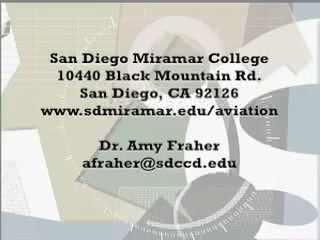 San Diego Miramar College
10440 Black Mountain Rd.
San Diego, CA 92126
www.sdmiramar.edu/aviation
Dr. Amy Fraher
afraher@sdccd.edu